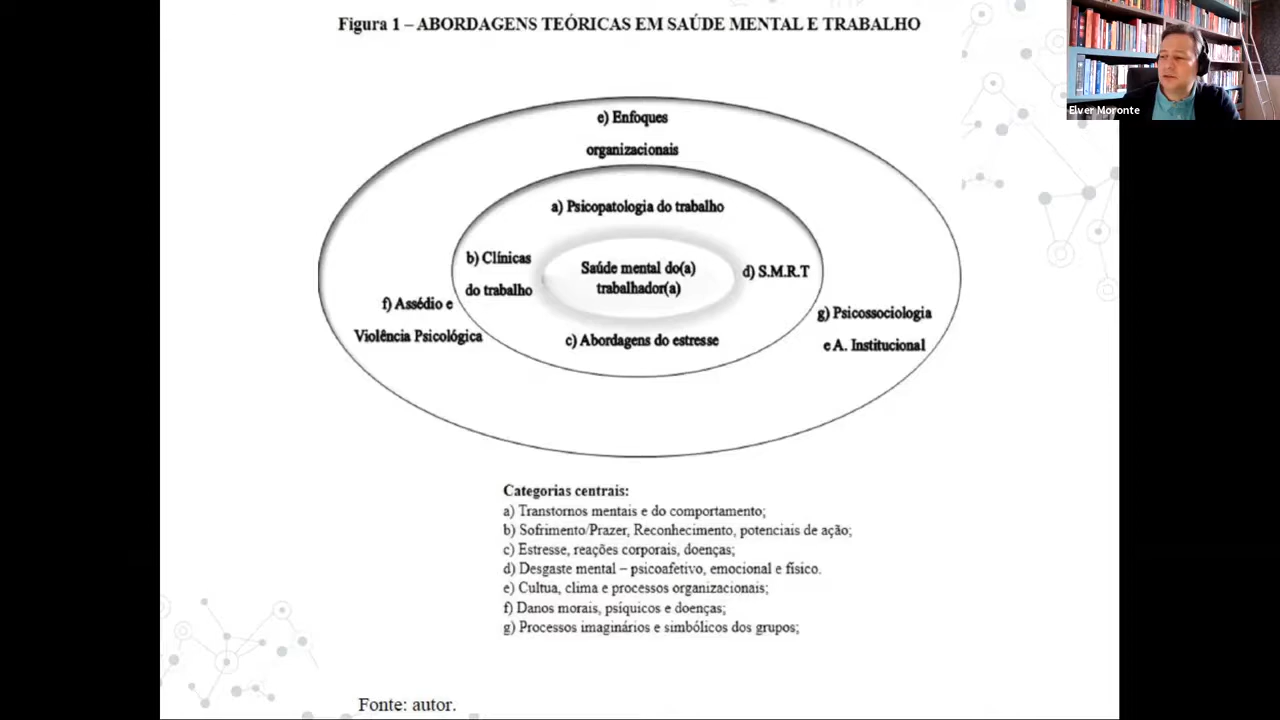 Figura 1 – ABORDAGENS TEÓRICAS EM SAÚDE MENTAL E TRABALHO
Elver Moronte
e) Enfoques
organizacionais
a) Psicopatologia do trabalho
b) Clínicas
do trabalho
Saúde mental do(a)
trabalhador(a)
d) S.M.R.T
f) Assédio e
Violência Psicológica
c) Abordagens do estresse
g) Psicossociologia
e A. Institucional
Categorias centrais:
a) Transtornos mentais e do comportamento;
b) Sofrimento/Prazer, Reconhecimento, potenciais de ação;
c) Estresse, reações corporais, doenças;
d) Desgaste mental – psicoafetivo, emocional e físico.
e) Cultua, clima e processos organizacionais;
f) Danos morais, psíquicos e doenças;
g) Processos imaginários e simbólicos dos grupos;
Fonte: autor.